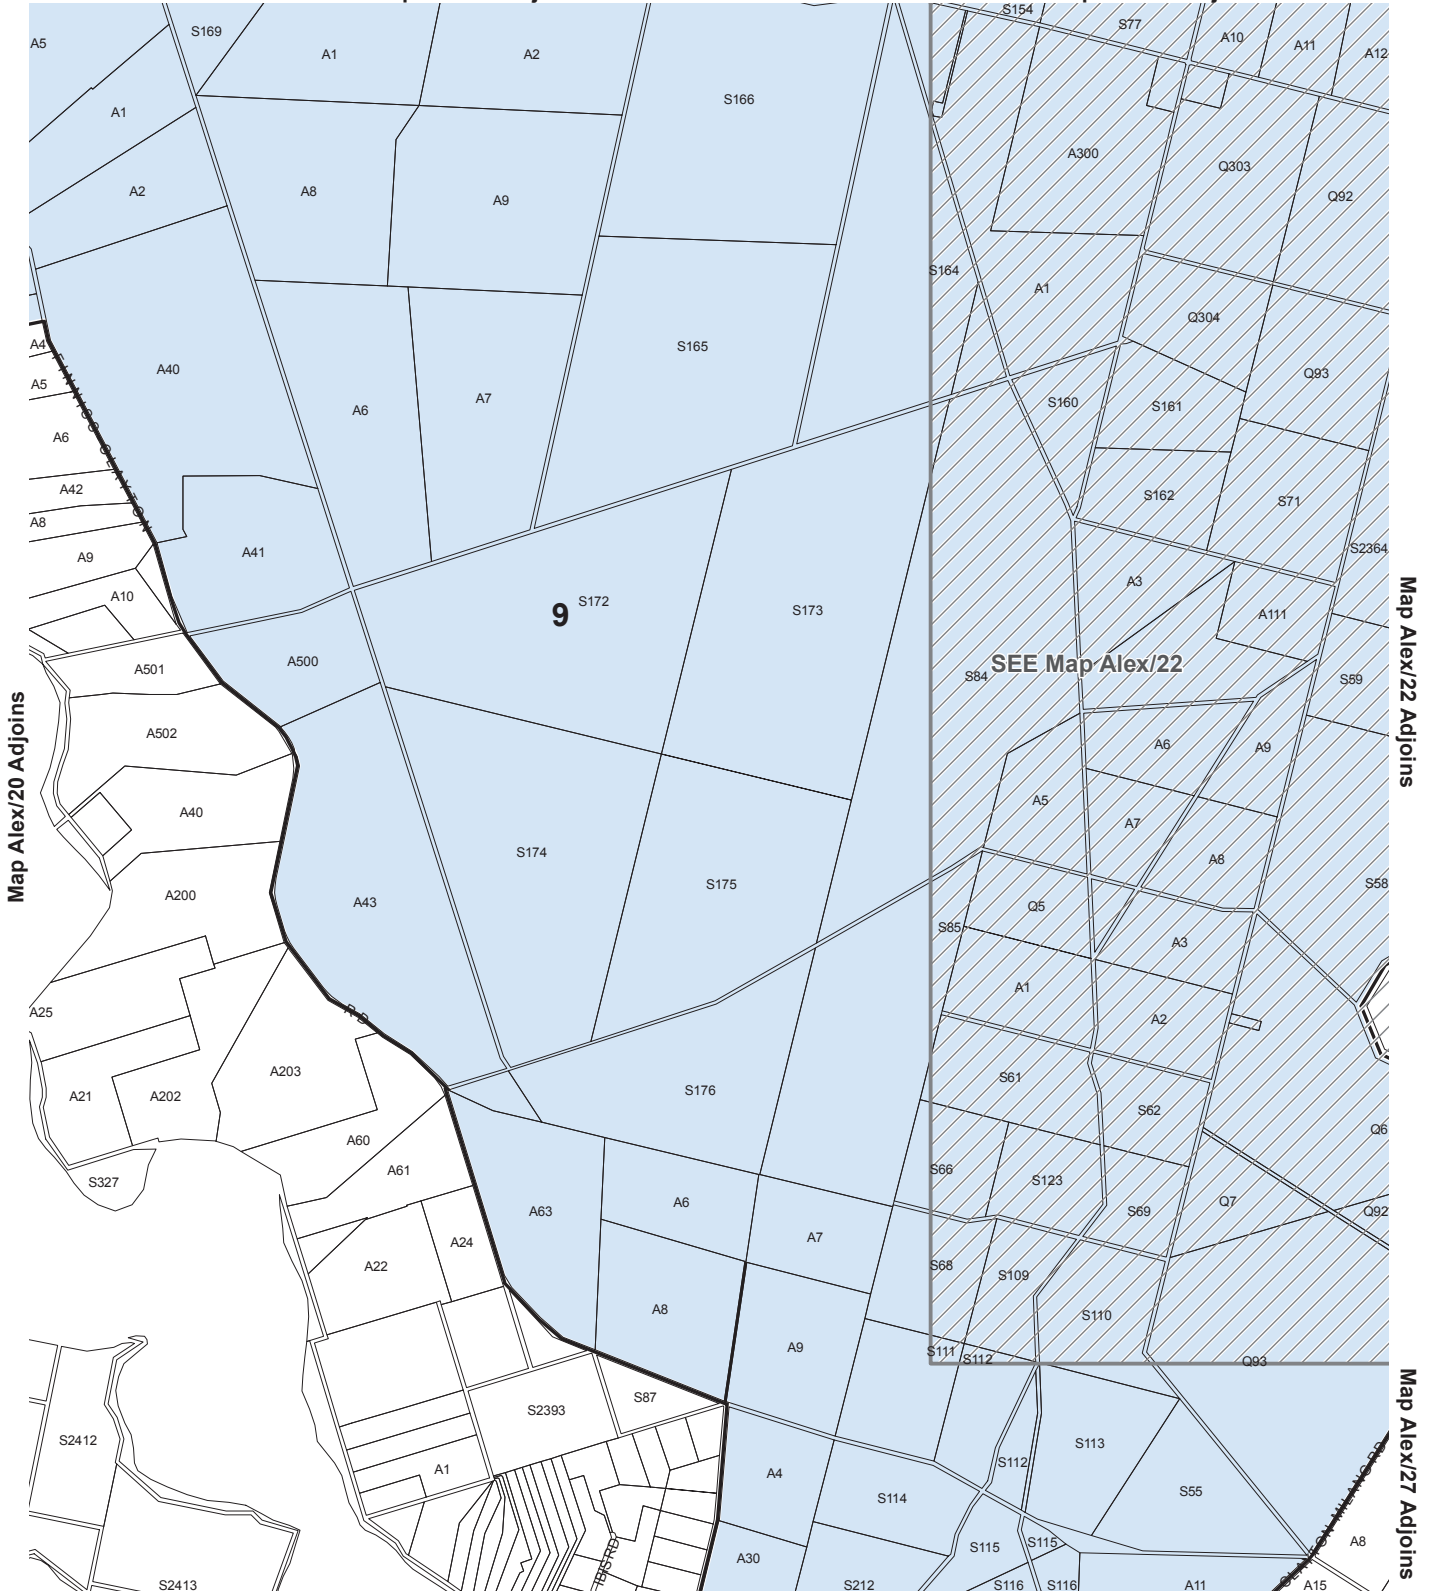 S154
S77
A10
A11
A12
A5
S169
A1
A2
S166
A1
A300
Q303
Q92
A2
A8
A9
S164
A1
Q304
A4
S165
A5
A40
A6
A7
S160
S161
Q93
A6
A42
A8
S162
S71
A9
A41
S2364
A10
S172
9
S173
A3
A111
A501
A500
S84
SEE Map Alex/22
S59
Map Alex/22 Adjoins
Map Alex/20 Adjoins
A502
A6
A9
A40
A5
A7
S174
A8
A200
A43
S175
Q5
S58
S85
A3
A25
RD
A1
A2
A21
A202
A203
S176
S61
S62
Q6
A60
A61
S327
S66
S123
A63
A6
S69
Q7
Q92
A24
A7
A22
S68
S109
A8
S110
A9
S111
S112
Q93
S2393
S87
S2412
A1
A4
S112
S113
Map Alex/27 Adjoins
S114
S55
IBIS RD
MILANG RD
S115
S115
A8
A30
S2413
S212
S116
S116
A11
A15